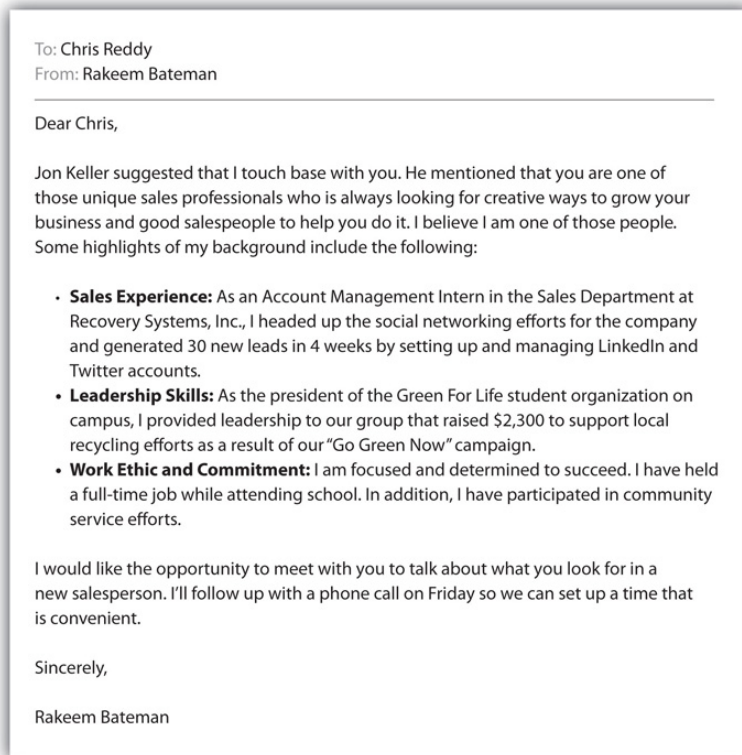 To: Chris Reddy
From: Rakeem Bateman
Dear Chris,
Jon Keller suggested that I touch base with you. He mentioned that you are one of
those unique sales professionals who is always looking for creative ways to grow your
business and good salespeople to help you do it. I believe I am one of those people.
Some highlights of my background include the following:
• Sales Experience: As an Account Management Intern in the Sales Department at
Recovery Systems, Inc., I headed up the social networking efforts for the company
and generated 30 new leads in 4 weeks by setting up and managing LinkedIn and
Twitter accounts.
• Leadership Skills: As the president of the Green For Life student organization on
campus, I provided leadership to our group that raised $2,300 to support local
recycling efforts as a result of our “Go Green Now” campaign.
• Work Ethic and Commitment: I am focused and determined to succeed. I have held
a full-time job while attending school. In addition, I have participated in community
service efforts.
I would like the opportunity to meet with you to talk about what you look for in a
new salesperson. I’ll follow up with a phone call on Friday so we can set up a time that
is convenient.
Sincerely,
Rakeem Bateman